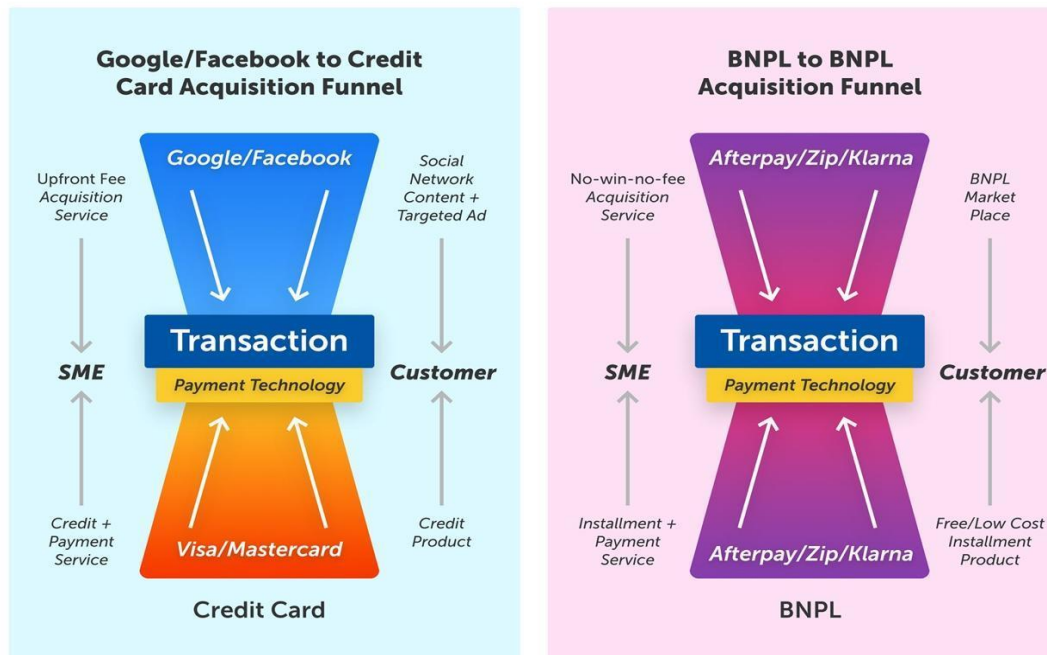 Google/Facebook to Credit
Card Acquisition Funnel
Google/Facebook
Upfront Fee
Acquisition
Service
Social
Network
Content +
Targeted Ad
Transaction
Payment Technology
SME
Customer
Credit +
Payment
Service
Visa/Mastercard
Credit
Product
Credit Card
BNPL to BNPL
Acquisition Funnel
Afterpay/Zip/Klarna
No-win-no-fee
Acquisition
Service
BNPL
Market
Place
Transaction
Payment Technology
SME
Customer
Installment +
Payment
Service
Afterpay/Zip/Klarna
Free/Low Cost
Installment
Product
BNPL